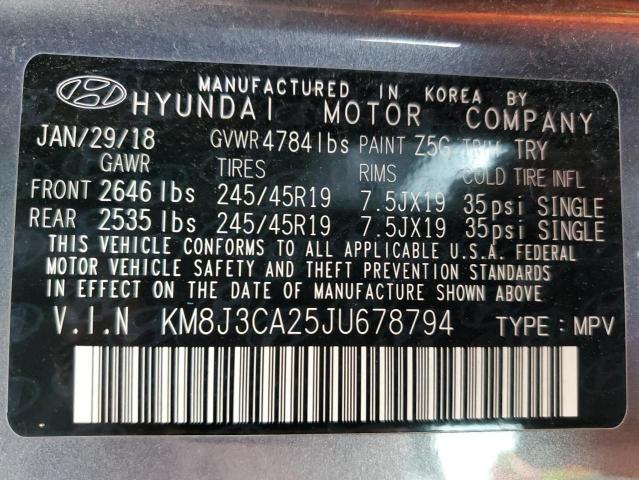 MANUFACTURED IN KOREA BY
HYUNDAI MOTOR COMPANY
JAN/29/18 GVWR 4784 lbs PAINT Z5G TRIM TRY
GAWR TIRES RIMS COLD TIRE INFL
FRONT 2646 lbs 245/45R19 7.5JX19 35psi SINGLE
REAR 2535 lbs 245/45R19 7.5JX19 35psi SINGLE
THIS VEHICLE CONFORMS TO ALL APPLICABLE U.S.A. FEDERAL
MOTOR VEHICLE SAFETY AND THEFT PREVENTION STANDARDS
IN EFFECT ON THE DATE OF MANUFACTURE SHOWN ABOVE.
V.I.N KM8J3CA25JU678794 TYPE : MPV